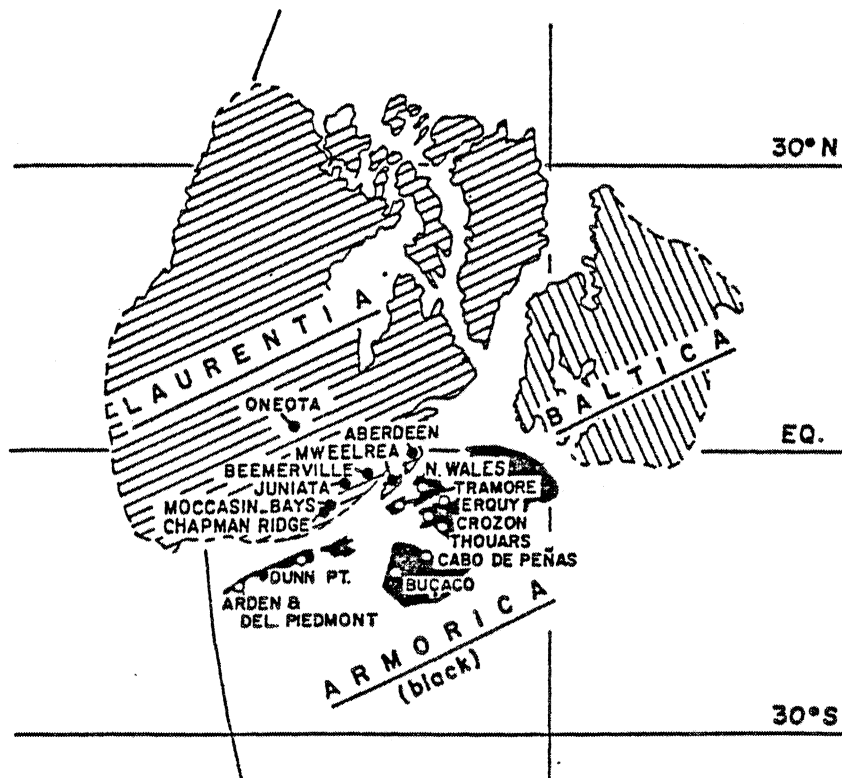 30°N
LAURENTIA
BALTICA
ONEOTA
ABERDEEN
EQ.
MWEELREA
BEEMERVILLE
N. WALES
JUNIATA
TRAMORE
MOCCASIN-BAYS
ERQUY
CHAPMAN RIDGE
CROZON
THOUARS
CABO DE PEÑAS
DUNN PT.
BUÇACO
ARDEN &
DEL. PIEDMONT
ARMORICA
(black)
30°S